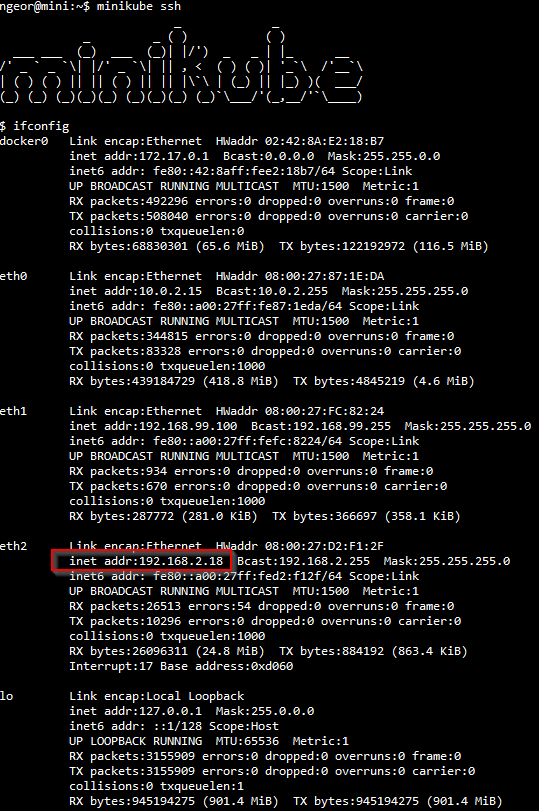 ngeor@mini:~$ minikube ssh
minikube
$ ifconfig
docker0 Link encap:Ethernet HWaddr 02:42:8A:E2:18:B7
inet addr:172.17.0.1 Bcast:0.0.0.0 Mask:255.255.0.0
inet6 addr: fe80::42:8aff:fee2:18b7/64 Scope:Link
UP BROADCAST RUNNING MULTICAST MTU:1500 Metric:1
RX packets:492296 errors:0 dropped:0 overruns:0 frame:0
TX packets:508040 errors:0 dropped:0 overruns:0 carrier:0
collisions:0 txqueuelen:0
RX bytes:68830301 (65.6 MiB) TX bytes:122192972 (116.5 MiB)
eth0 Link encap:Ethernet HWaddr 08:00:27:87:1E:DA
inet addr:10.0.2.15 Bcast:10.0.2.255 Mask:255.255.255.0
inet6 addr: fe80::a00:27ff:fe87:1eda/64 Scope:Link
UP BROADCAST RUNNING MULTICAST MTU:1500 Metric:1
RX packets:344815 errors:0 dropped:0 overruns:0 frame:0
TX packets:83328 errors:0 dropped:0 overruns:0 carrier:0
collisions:0 txqueuelen:1000
RX bytes:439184729 (418.8 MiB) TX bytes:4845219 (4.6 MiB)
eth1 Link encap:Ethernet HWaddr 08:00:27:FC:82:24
inet addr:192.168.99.100 Bcast:192.168.99.255 Mask:255.255.255.0
inet6 addr: fe80::a00:27ff:fefc:8224/64 Scope:Link
UP BROADCAST RUNNING MULTICAST MTU:1500 Metric:1
RX packets:934 errors:0 dropped:0 overruns:0 frame:0
TX packets:670 errors:0 dropped:0 overruns:0 carrier:0
collisions:0 txqueuelen:1000
RX bytes:287772 (281.0 KiB) TX bytes:366697 (358.1 KiB)
eth2 Link encap:Ethernet HWaddr 08:00:27:D2:F1:2F
inet addr:192.168.2.18 Bcast:192.168.2.255 Mask:255.255.255.0
inet6 addr: fe80::a00:27ff:fed2:f12f/64 Scope:Link
UP BROADCAST RUNNING MULTICAST MTU:1500 Metric:1
RX packets:26513 errors:54 dropped:0 overruns:0 frame:0
TX packets:10296 errors:0 dropped:0 overruns:0 carrier:0
collisions:0 txqueuelen:1000
RX bytes:26096311 (24.8 MiB) TX bytes:884192 (863.4 KiB)
Interrupt:17 Base address:0xd060
lo Link encap:Local Loopback
inet addr:127.0.0.1 Mask:255.0.0.0
inet6 addr: ::1/128 Scope:Host
UP LOOPBACK RUNNING MTU:65536 Metric:1
RX packets:3155909 errors:0 dropped:0 overruns:0 frame:0
TX packets:3155909 errors:0 dropped:0 overruns:0 carrier:0
collisions:0 txqueuelen:1
RX bytes:945194275 (901.4 MiB) TX bytes:945194275 (901.4 MiB)